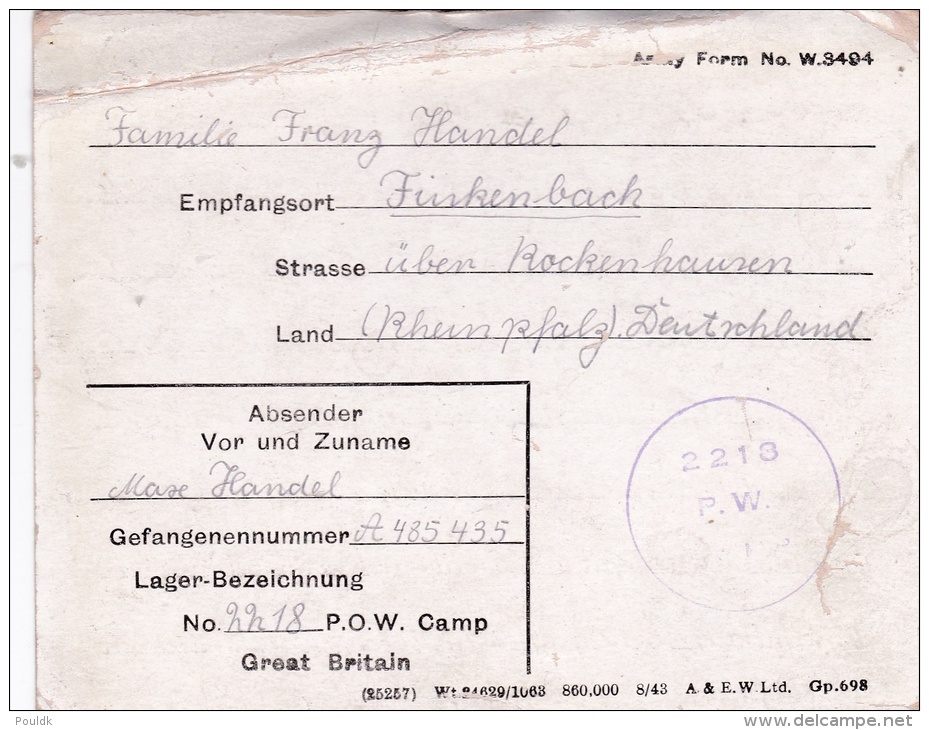 Army Form No. W.3494
Familie Franz Handel
Empfangsort Finkenbach
Strasse über Rockenhausen
Land (Rheinpfalz). Deutschland
Absender
Vor und Zuname
Max Handel
Gefangenennummer A 485 435
Lager-Bezeichnung
No. 2218 P.O.W. Camp
Great Britain
2218
P.W.
(25257) Wt.24629/1063 860,000 8/43 A. & E.W.Ltd. Gp.698
Pouldk
www.delcampe.net